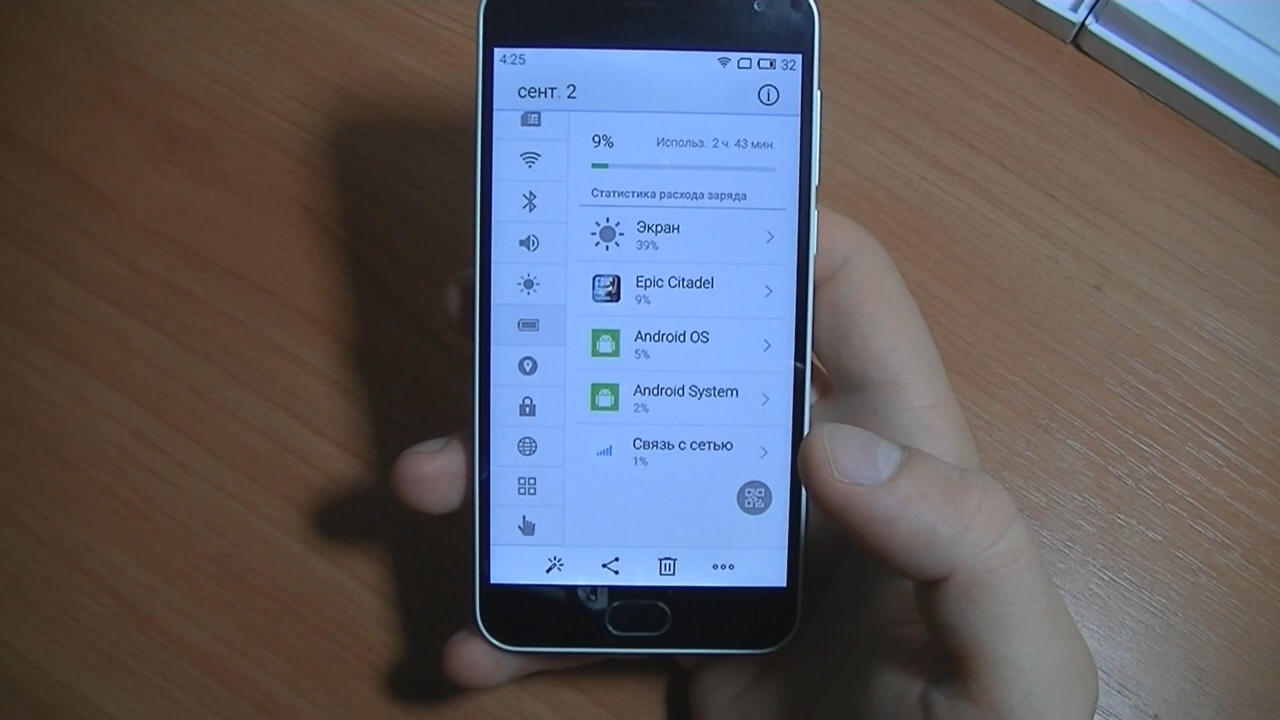 4:25
32
сент. 2
9%
Использ. 2 ч. 43 мин.
Статистика расхода заряда
Экран
39%
Epic Citadel
9%
Android OS
5%
Android System
2%
Связь с сетью
1%